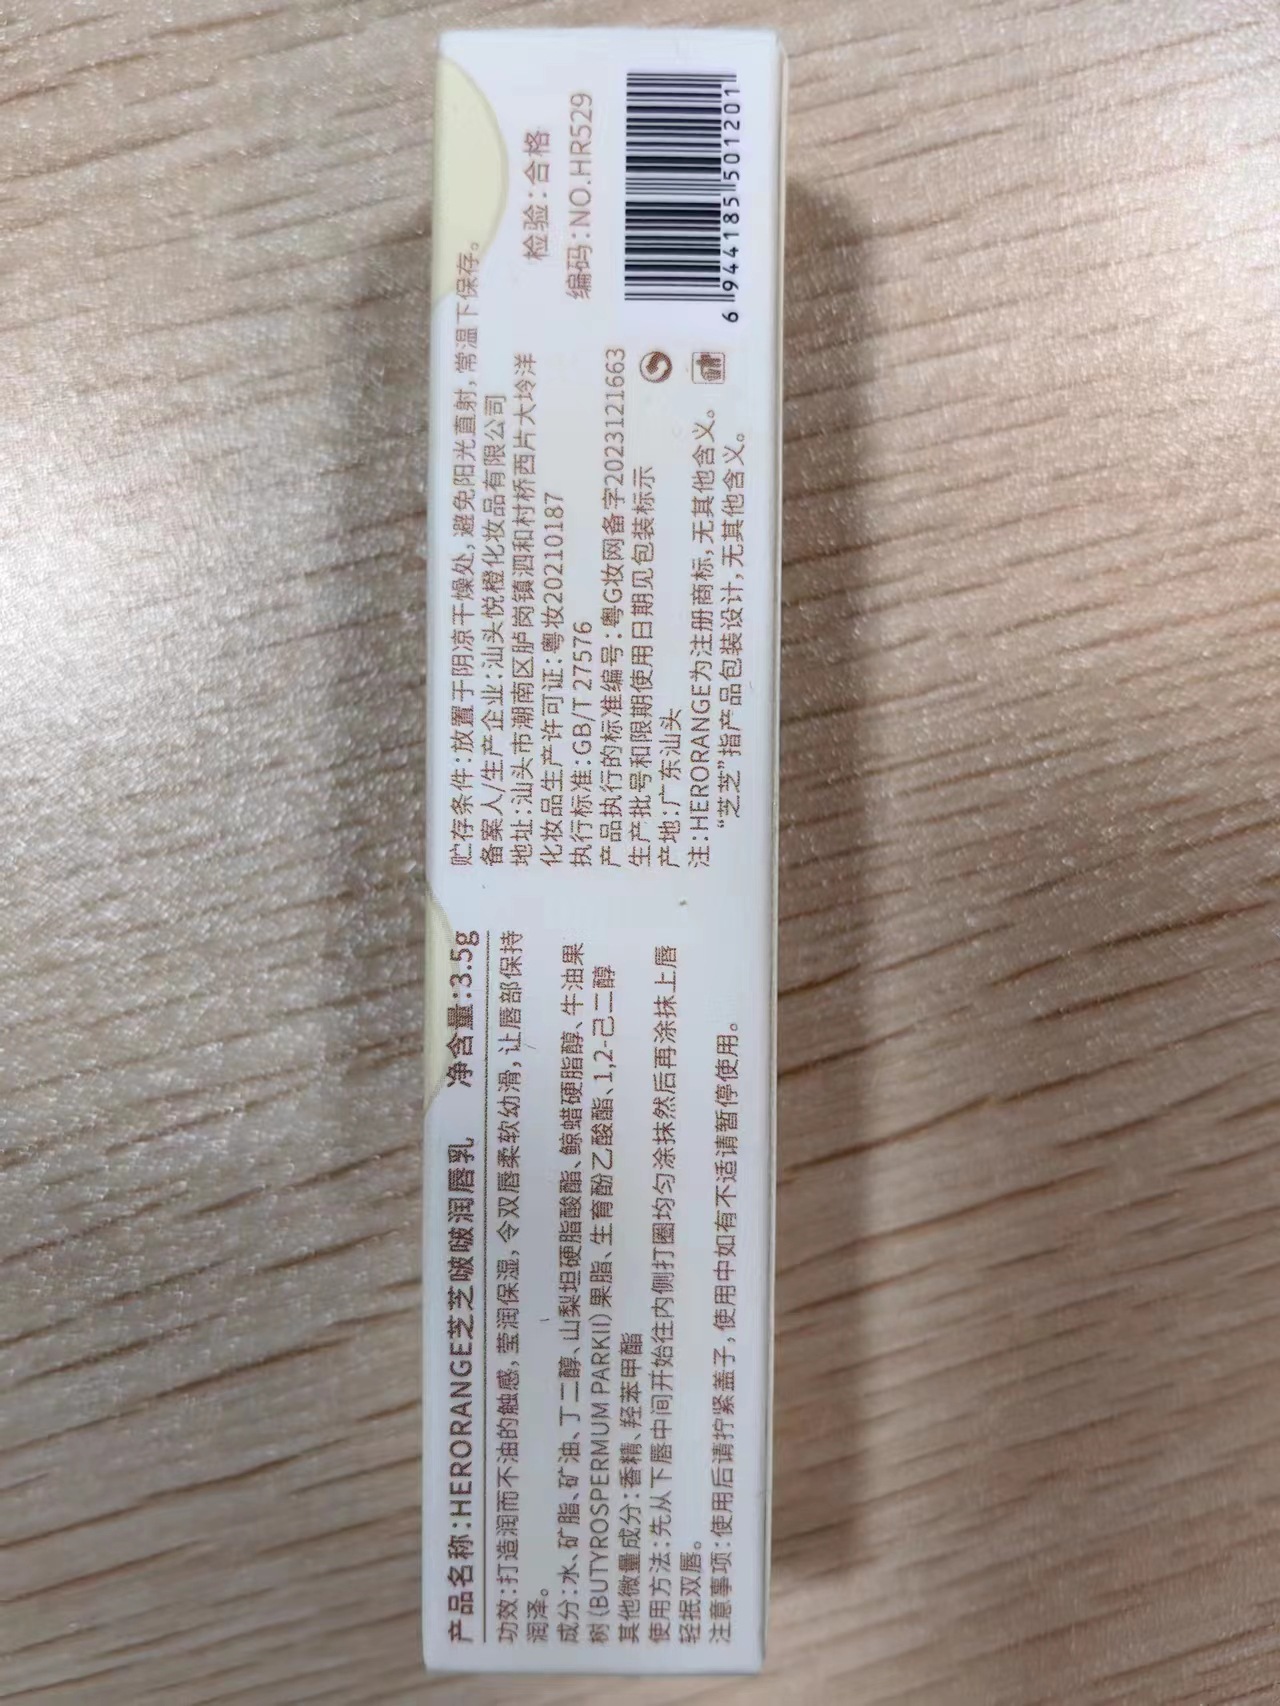 产品名称:HERORANGE芝芝啵啵润唇乳 净含量:3.5g
功效:打造润而不油的触感,莹润保湿,令双唇柔软幼滑,让唇部保持
润泽。
成分:水、矿脂、矿油、丁二醇、山梨坦硬脂酸酯、鲸蜡硬脂醇、牛油果
树(BUTYROSPERMUM PARKII)果脂、生育酚乙酸酯、1,2-己二醇
其他微量成分:香精、羟苯甲酯
使用方法:先从下唇中间开始往内侧打圈均匀涂抹然后再涂抹上唇
轻抿双唇。
注意事项:使用后请拧紧盖子,使用中如有不适请暂停使用。
贮存条件:放置于阴凉干燥处,避免阳光直射,常温下保存。
备案人/生产企业:汕头悦橙化妆品有限公司
地址:汕头市潮南区胪岗镇泗和村桥西片大坽洋
化妆品生产许可证:粤妆20210187
执行标准:GB/T 27576
产品执行的标准编号:粤G妆网备字2023121663
生产批号和限期使用日期见包装标示
产地:广东汕头
注:HERORANGE为注册商标,无其他含义。
“芝芝”指产品包装设计,无其他含义。
检验:合格
编码:NO.HR529
6 944185 501201